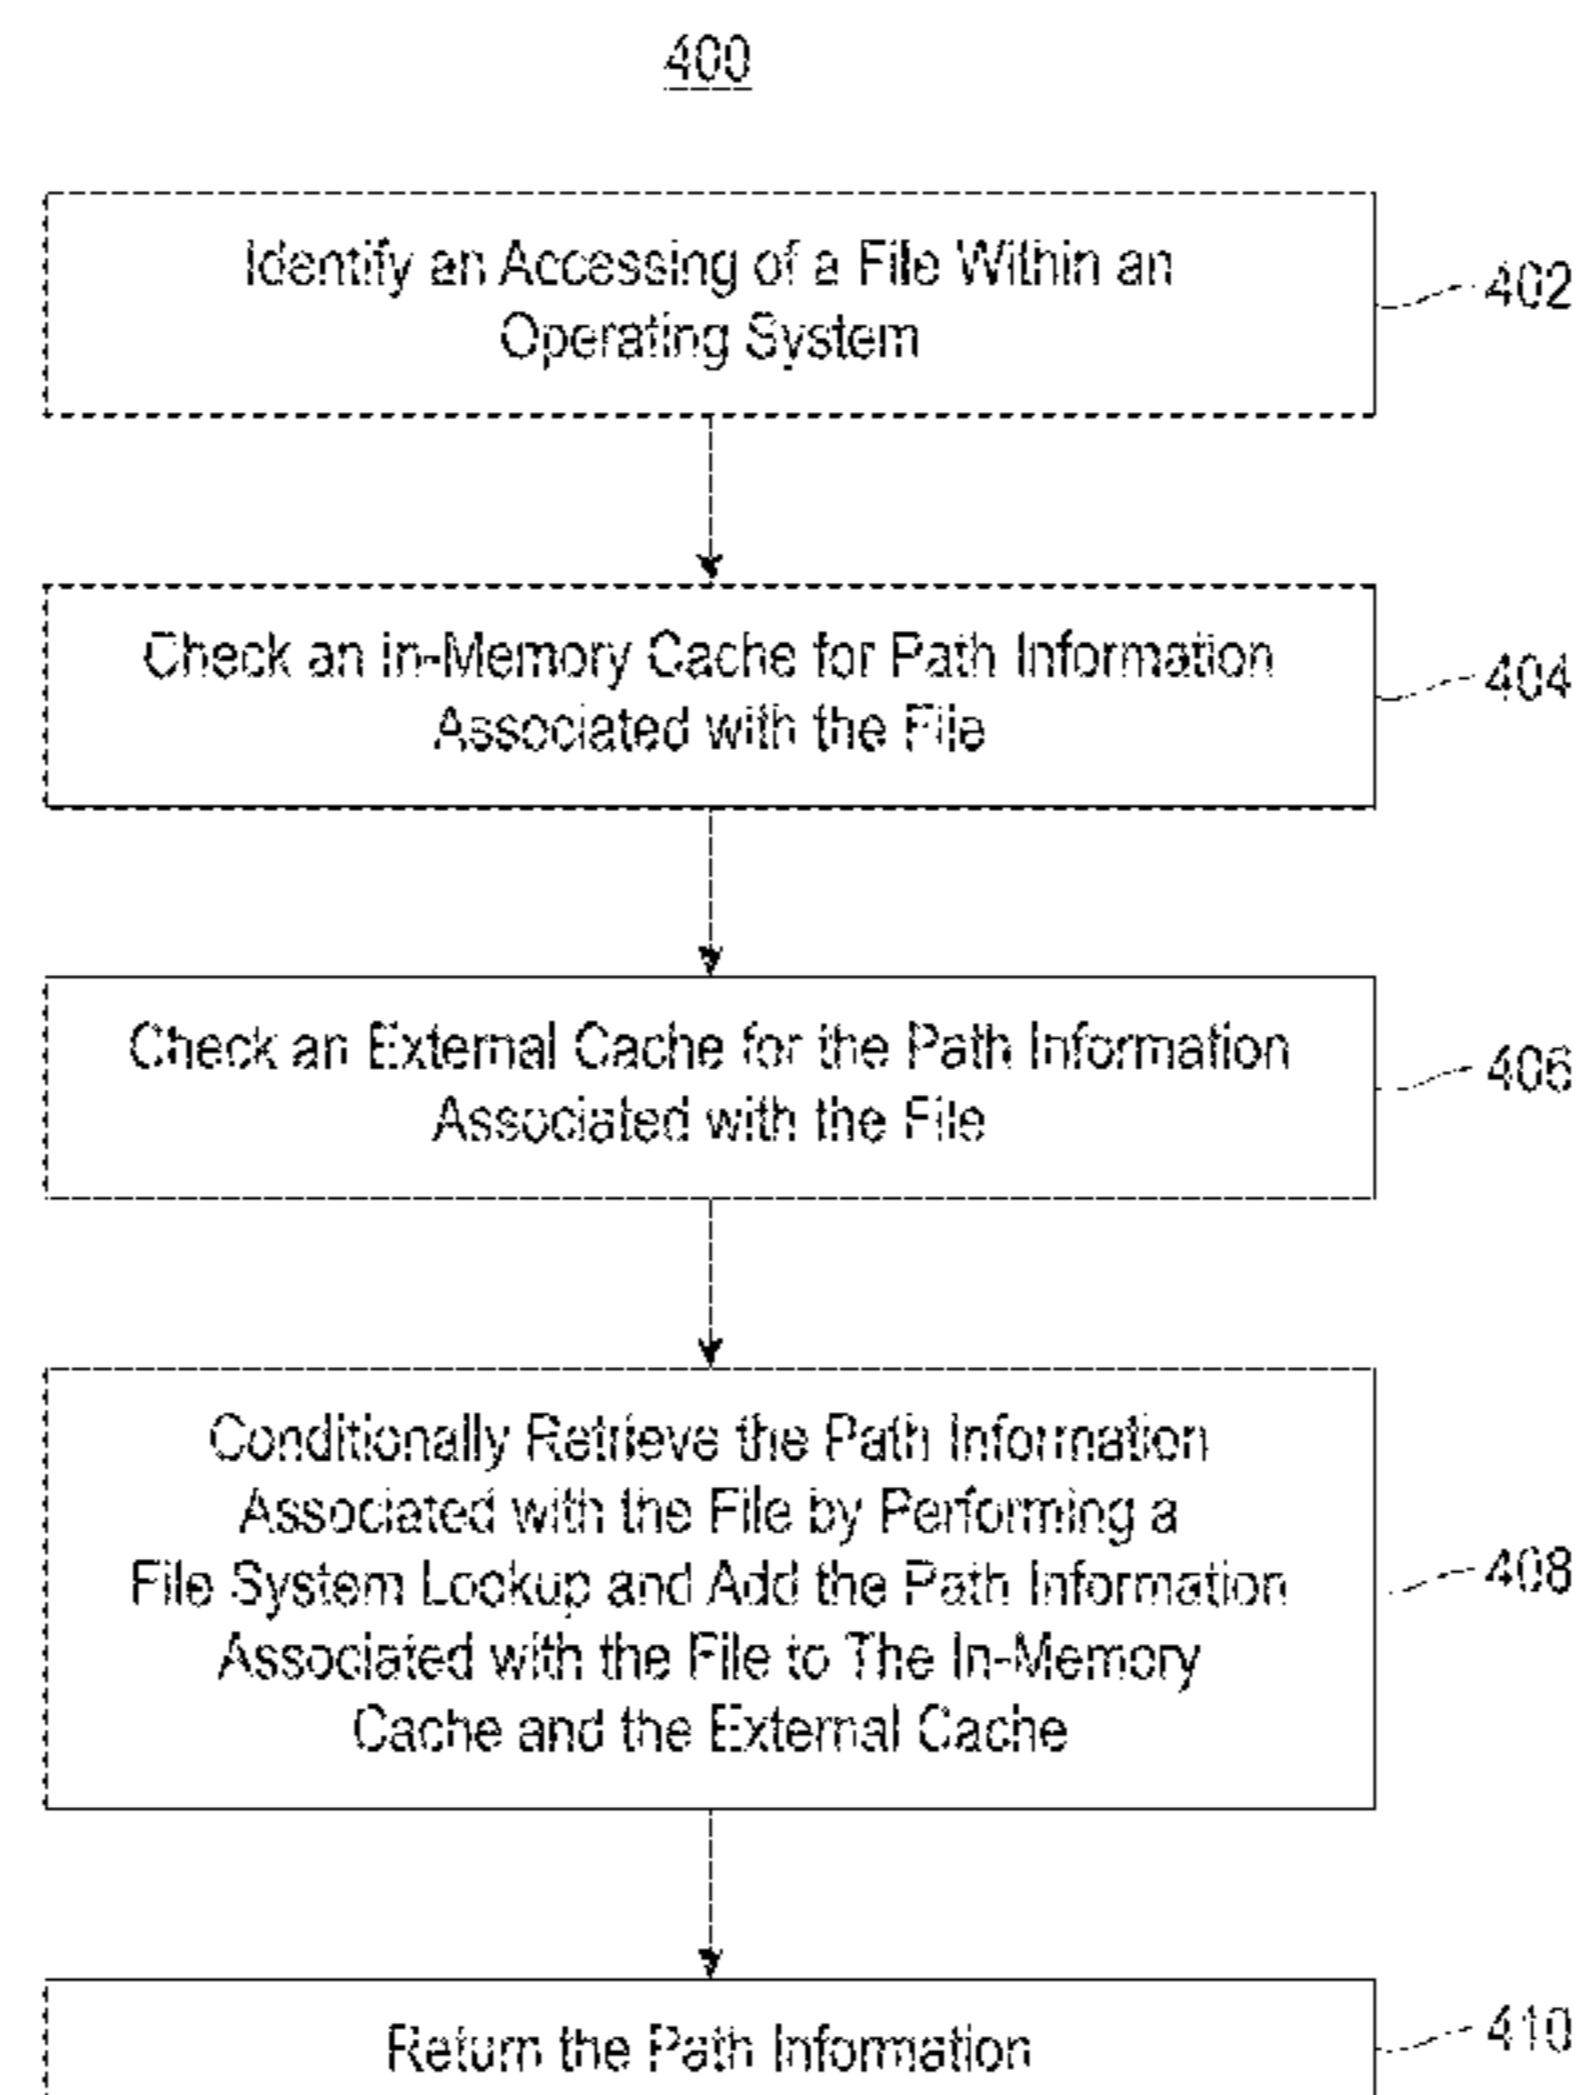 400
Identify an Accessing of a File Within an
Operating System
402
Check an In-Memory Cache for Path Information
Associated with the File
404
Check an External Cache for the Path Information
Associated with the File
406
Conditionally Retrieve the Path Information
Associated with the File by Performing a
File System Lookup and Add the Path Information
Associated with the File to The In-Memory
Cache and the External Cache
408
Return the Path Information
410